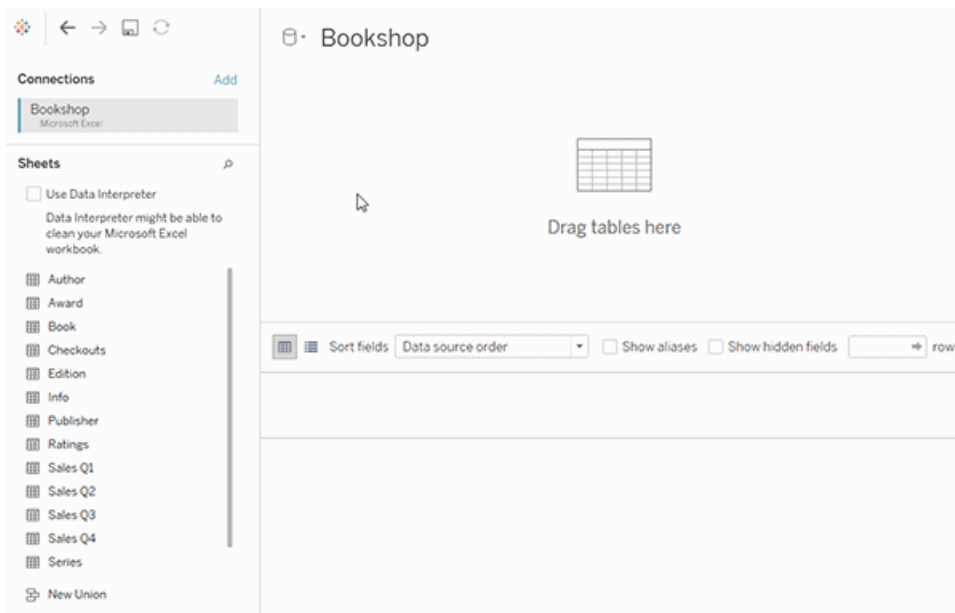 Bookshop
Connections
Add
Bookshop
Microsoft Excel
Sheets
Use Data Interpreter
Data Interpreter might be able to
clean your Microsoft Excel
workbook.
Author
Award
Book
Checkouts
Edition
Info
Publisher
Ratings
Sales Q1
Sales Q2
Sales Q3
Sales Q4
Series
New Union
Drag tables here
Sort fields Data source order Show aliases Show hidden fields row